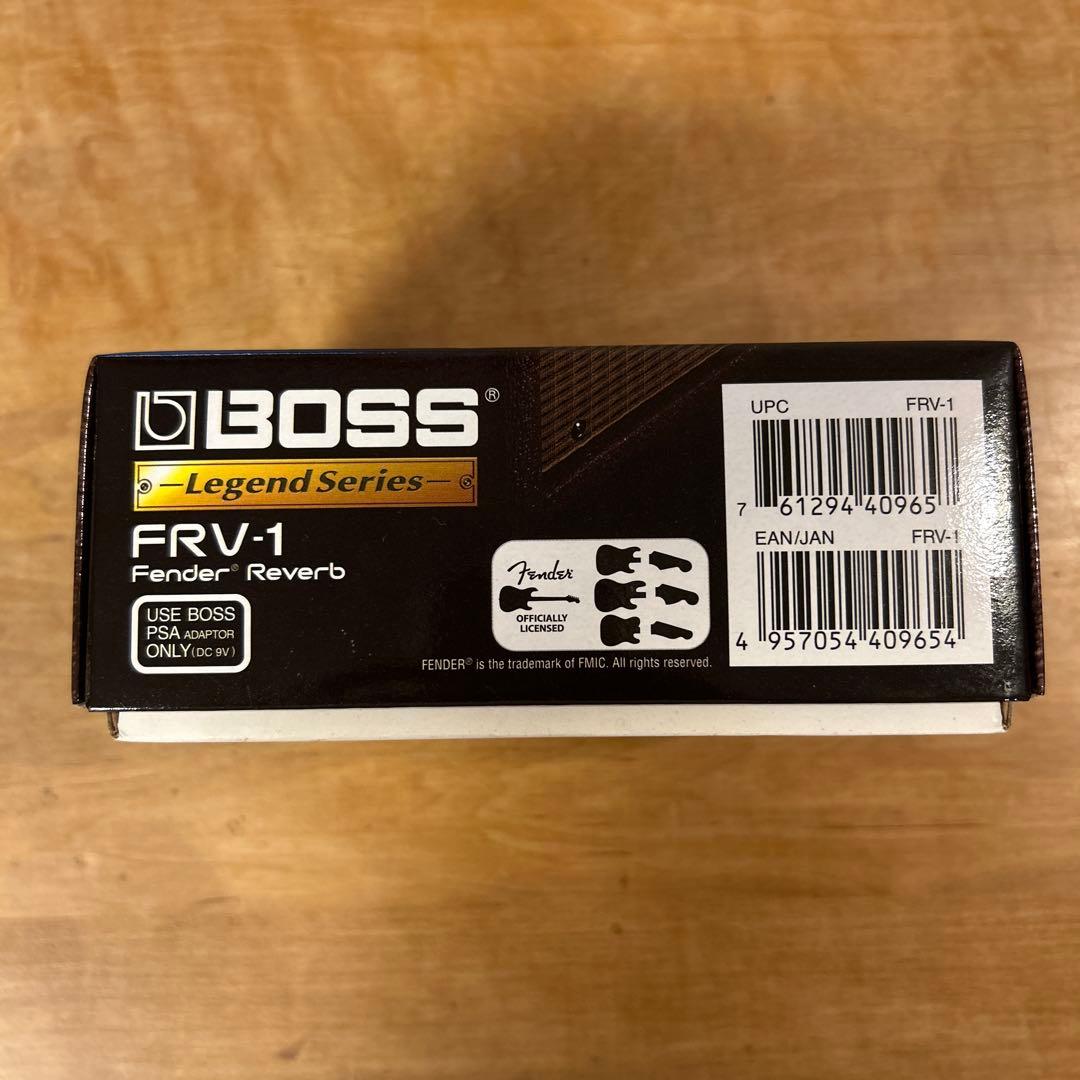 BOSS®
Legend Series
FRV-1
Fender® Reverb
USE BOSS
PSA ADAPTOR
ONLY (DC 9V)
Fender
OFFICIALLY
LICENSED
FENDER® is the trademark of FMIC. All rights reserved.
UPC FRV-1
7 61294 40965
EAN/JAN FRV-1
4 957054 409654